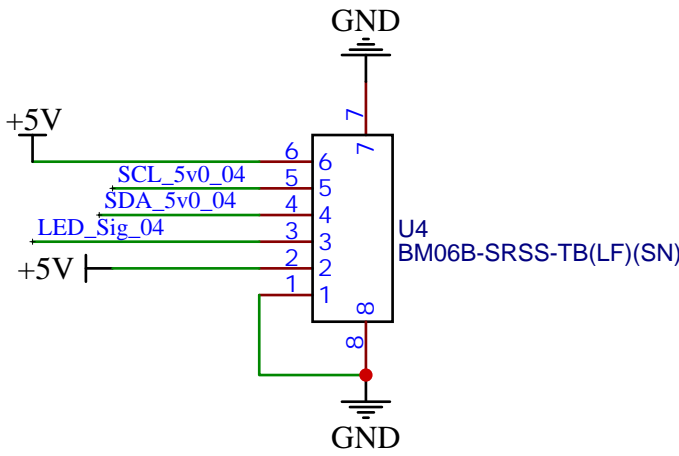 GND
7
7
+5V
6 6
SCL_5v0_04 5 5
SDA_5v0_04 4 4
LED_Sig_04 3 3
U4
BM06B-SRSS-TB(LF)(SN)
+5V 2 2
1 1
8
8
GND